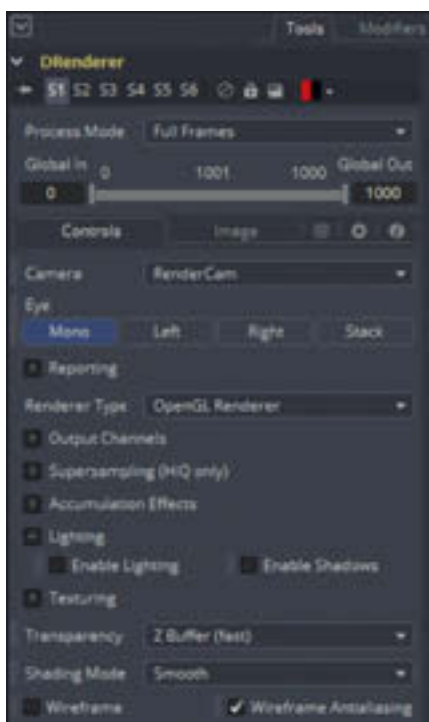 Tools Modifiers
DRenderer
S1 S2 S3 S4 S5 S6
Process Mode Full Frames
Global In 0 1001 1000 Global Out
0 1000
Controls Image
Camera RenderCam
Eye
Mono Left Right Stack
Reporting
Renderer Type OpenGL Renderer
Output Channels
Supersampling (HiQ only)
Accumulation Effects
Lighting
Enable Lighting Enable Shadows
Texturing
Transparency Z Buffer (fast)
Shading Mode Smooth
Wireframe Wireframe Antialiasing